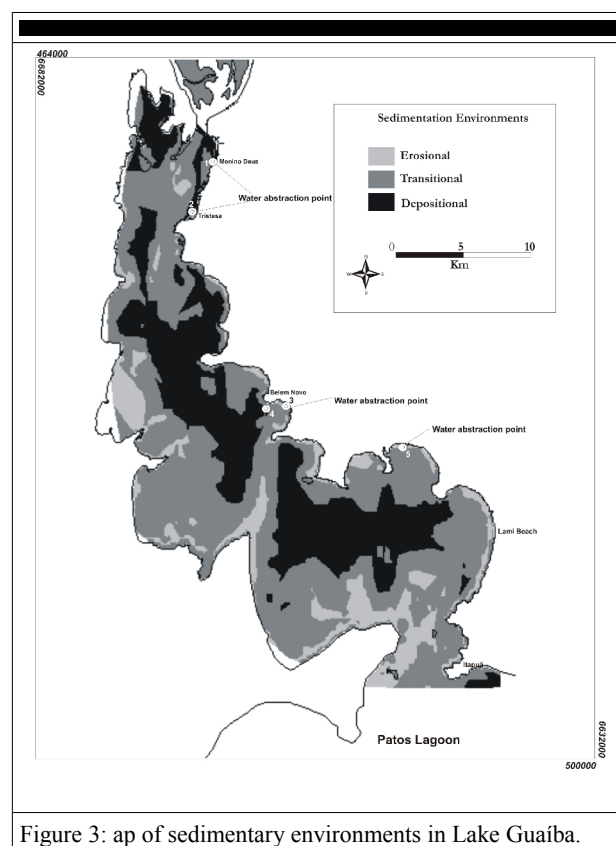 464000
6682000
Sedimentation Environments
Erosional
Transitional
Depositional
0 5 10
Km
N
W E
S
1 Menino Deus
Water abstraction point
2
Tristesa
Belem Novo
3
4
Water abstraction point
Water abstraction point
5
Lami Beach
Itapuã
Patos Lagoon
6632000
500000
Figure 3: ap of sedimentary environments in Lake Guaíba.